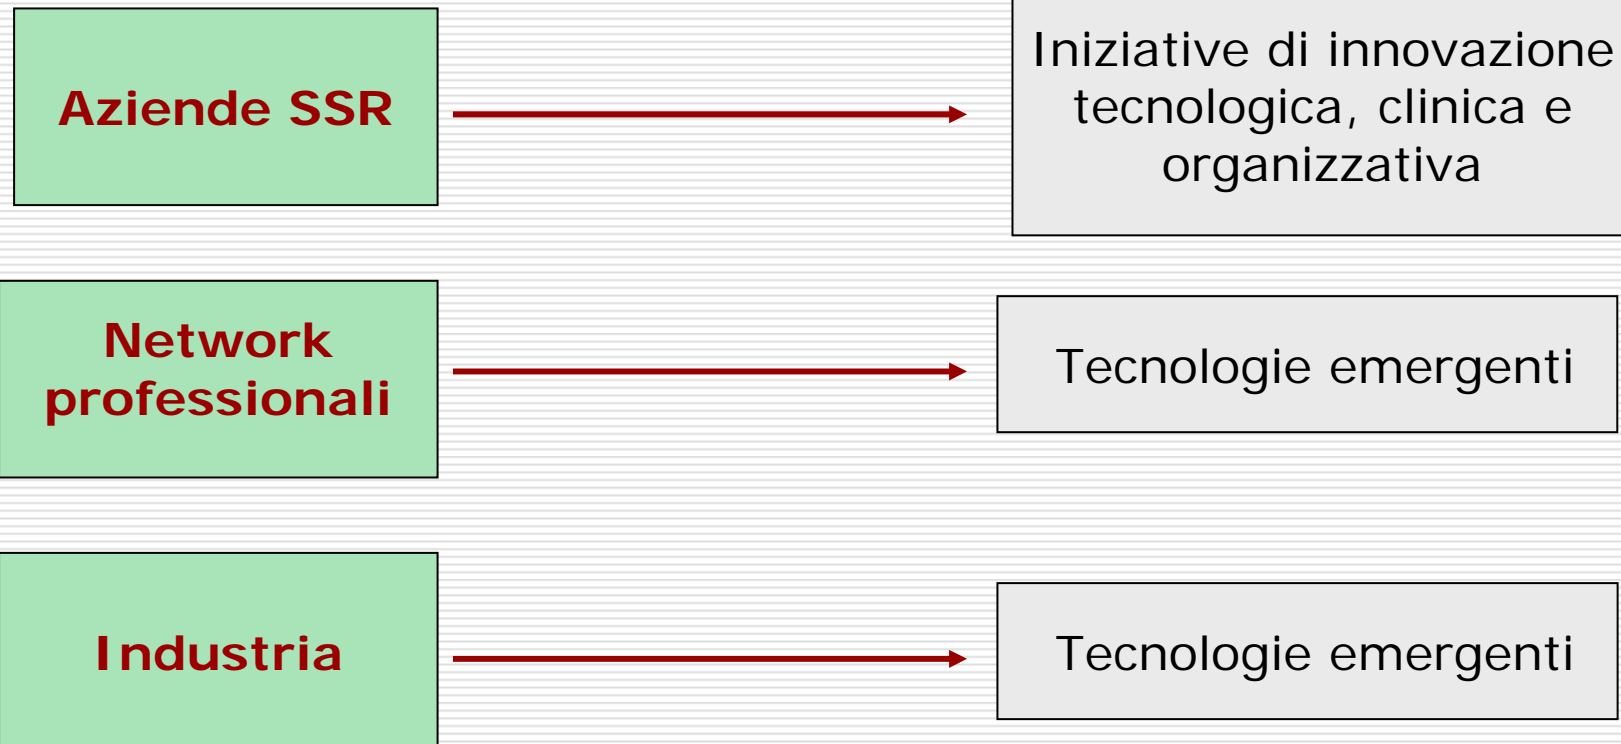 Aziende SSR
Iniziative di innovazione
tecnologica, clinica e
organizzativa
Network
professionali
Tecnologie emergenti
Industria
Tecnologie emergenti